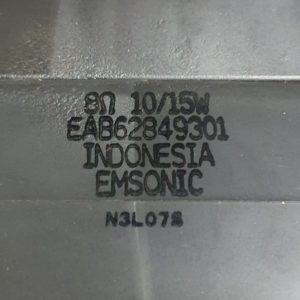 8Ω 10/15W
EAB62849301
INDONESIA
EMSONIC
N3L07S